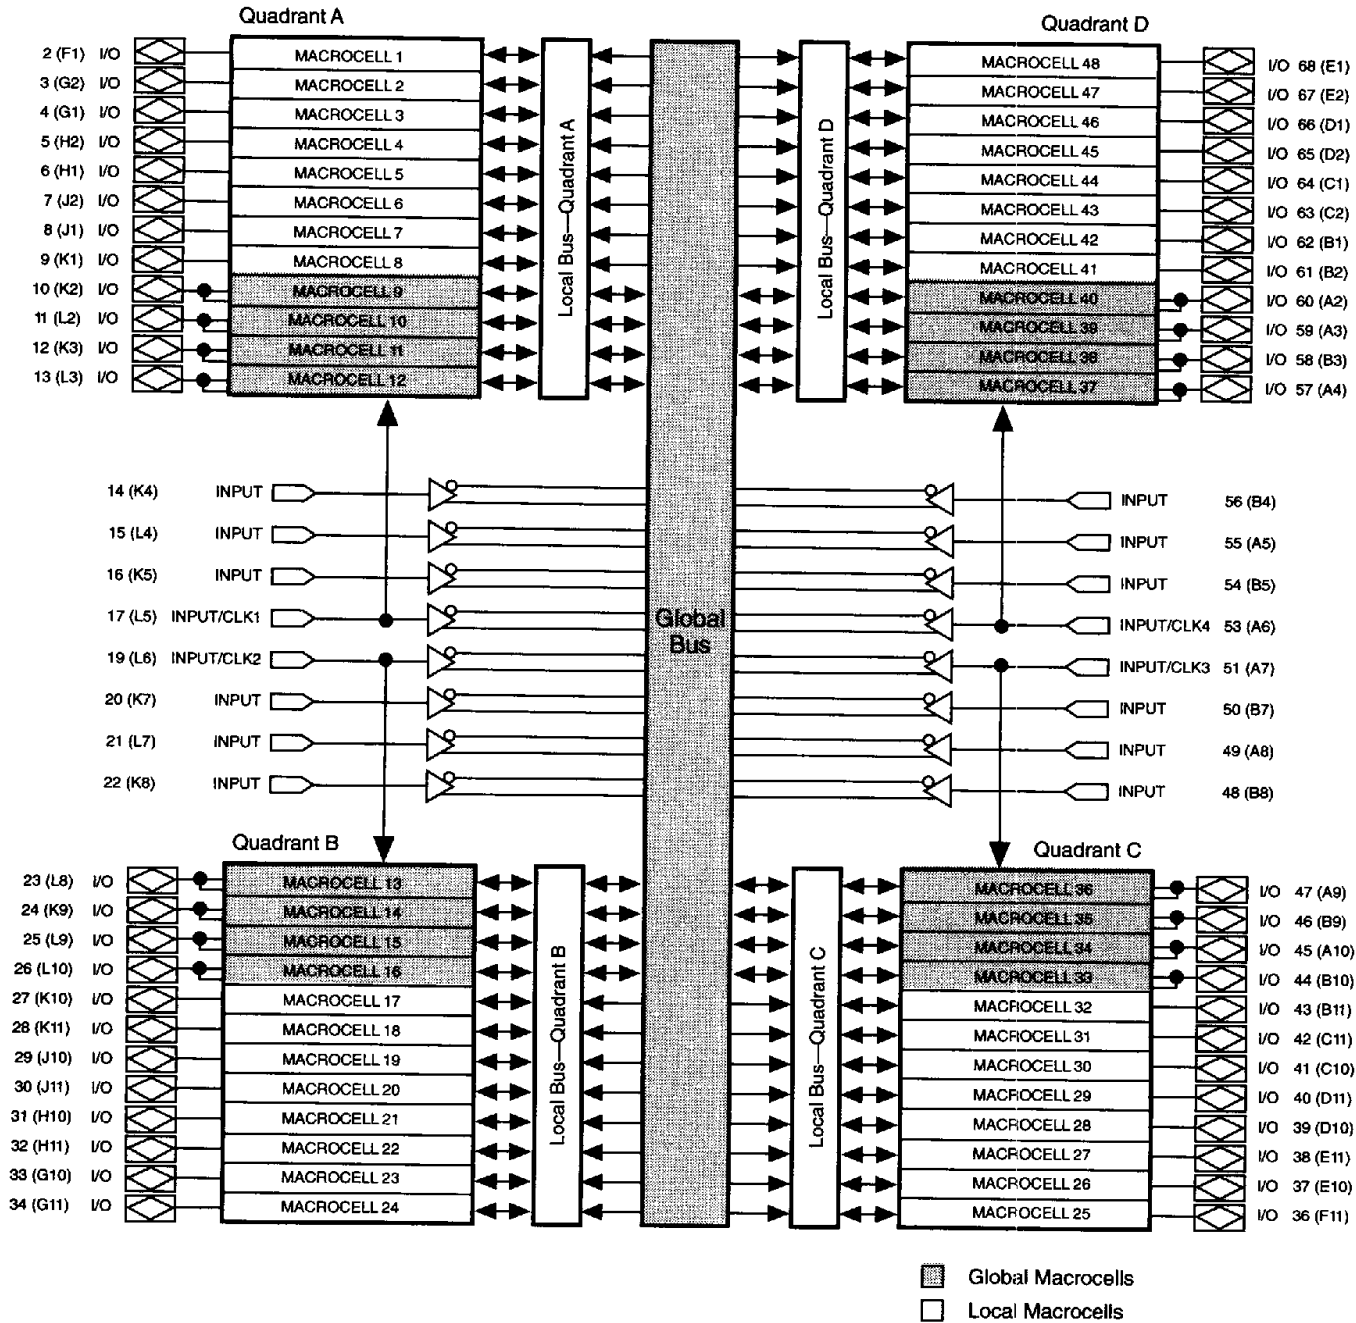 Quadrant A
Quadrant D
2 (F1) I/O MACROCELL 1
3 (G2) I/O MACROCELL 2
4 (G1) I/O MACROCELL 3
5 (H2) I/O MACROCELL 4
6 (H1) I/O MACROCELL 5
7 (J2) I/O MACROCELL 6
8 (J1) I/O MACROCELL 7
9 (K1) I/O MACROCELL 8
10 (K2) I/O MACROCELL 9
11 (L2) I/O MACROCELL 10
12 (K3) I/O MACROCELL 11
13 (L3) I/O MACROCELL 12
Local Bus—Quadrant A
Local Bus—Quadrant D
MACROCELL 48 I/O 68 (E1)
MACROCELL 47 I/O 67 (E2)
MACROCELL 46 I/O 66 (D1)
MACROCELL 45 I/O 65 (D2)
MACROCELL 44 I/O 64 (C1)
MACROCELL 43 I/O 63 (C2)
MACROCELL 42 I/O 62 (B1)
MACROCELL 41 I/O 61 (B2)
MACROCELL 40 I/O 60 (A2)
MACROCELL 39 I/O 59 (A3)
MACROCELL 38 I/O 58 (B3)
MACROCELL 37 I/O 57 (A4)
14 (K4) INPUT
15 (L4) INPUT
16 (K5) INPUT
17 (L5) INPUT/CLK1
19 (L6) INPUT/CLK2
20 (K7) INPUT
21 (L7) INPUT
22 (K8) INPUT
Global
Bus
INPUT 56 (B4)
INPUT 55 (A5)
INPUT 54 (B5)
INPUT/CLK4 53 (A6)
INPUT/CLK3 51 (A7)
INPUT 50 (B7)
INPUT 49 (A8)
INPUT 48 (B8)
Quadrant B
Quadrant C
23 (L8) I/O MACROCELL 13
24 (K9) I/O MACROCELL 14
25 (L9) I/O MACROCELL 15
26 (L10) I/O MACROCELL 16
27 (K10) I/O MACROCELL 17
28 (K11) I/O MACROCELL 18
29 (J10) I/O MACROCELL 19
30 (J11) I/O MACROCELL 20
31 (H10) I/O MACROCELL 21
32 (H11) I/O MACROCELL 22
33 (G10) I/O MACROCELL 23
34 (G11) I/O MACROCELL 24
Local Bus—Quadrant B
Local Bus—Quadrant C
MACROCELL 36 I/O 47 (A9)
MACROCELL 35 I/O 46 (B9)
MACROCELL 34 I/O 45 (A10)
MACROCELL 33 I/O 44 (B10)
MACROCELL 32 I/O 43 (B11)
MACROCELL 31 I/O 42 (C11)
MACROCELL 30 I/O 41 (C10)
MACROCELL 29 I/O 40 (D11)
MACROCELL 28 I/O 39 (D10)
MACROCELL 27 I/O 38 (E11)
MACROCELL 26 I/O 37 (E10)
MACROCELL 25 I/O 36 (F11)
Global Macrocells
Local Macrocells